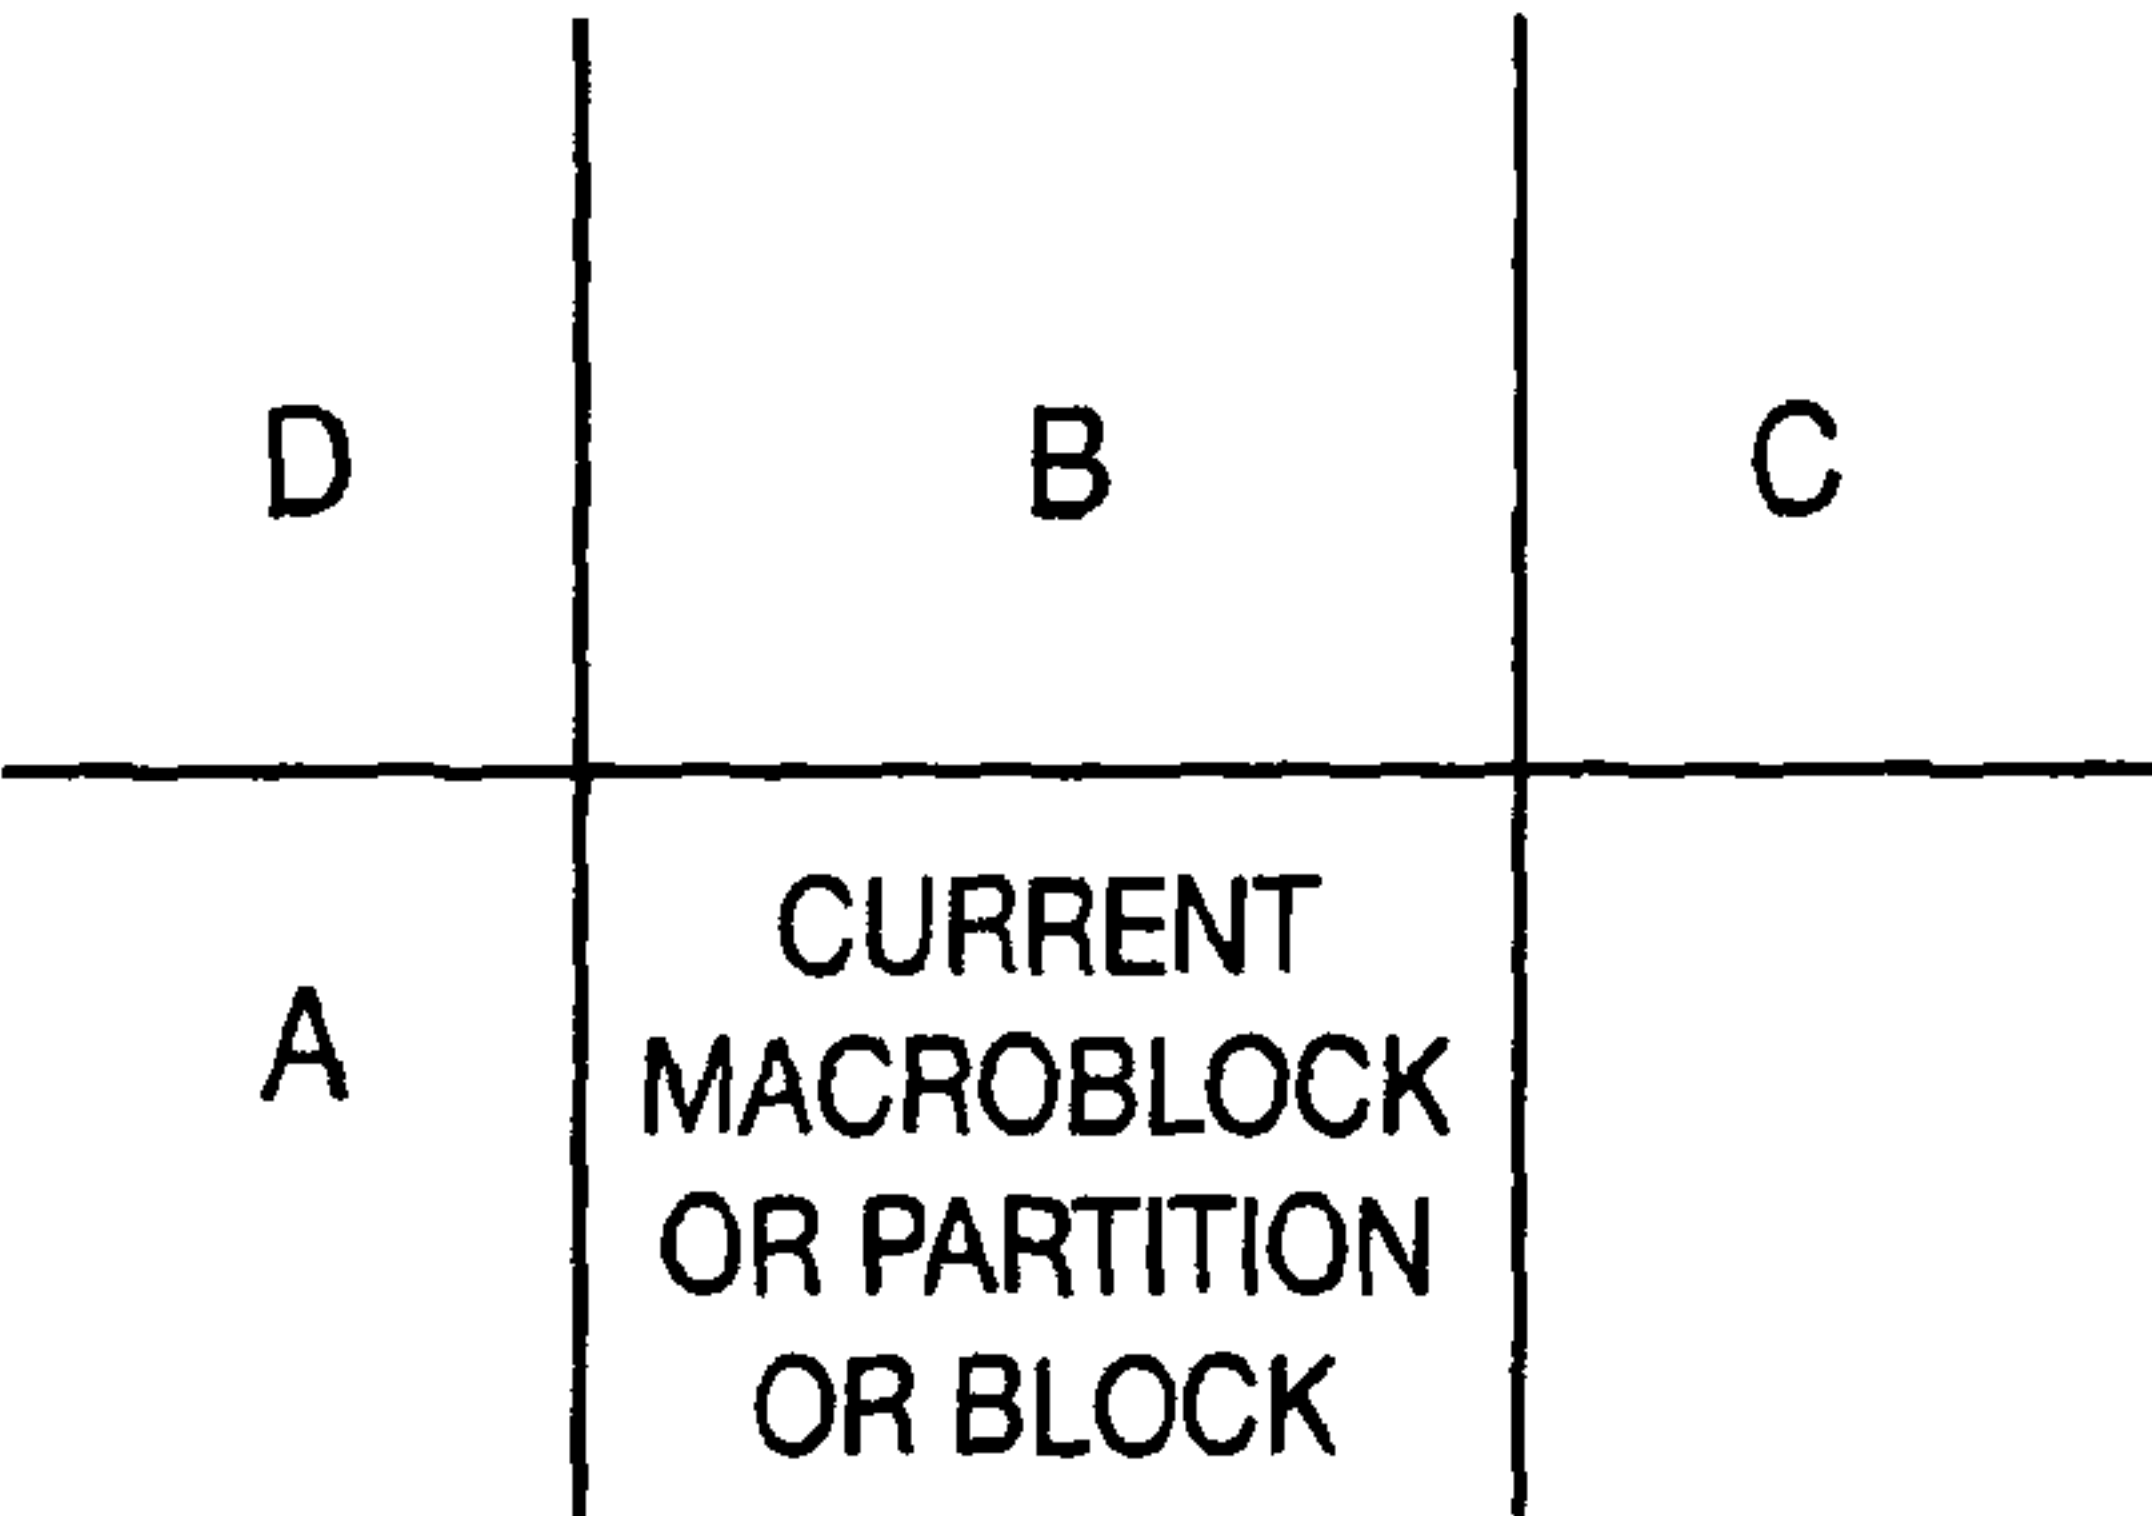 D B C
A
CURRENT
MACROBLOCK
OR PARTITION
OR BLOCK